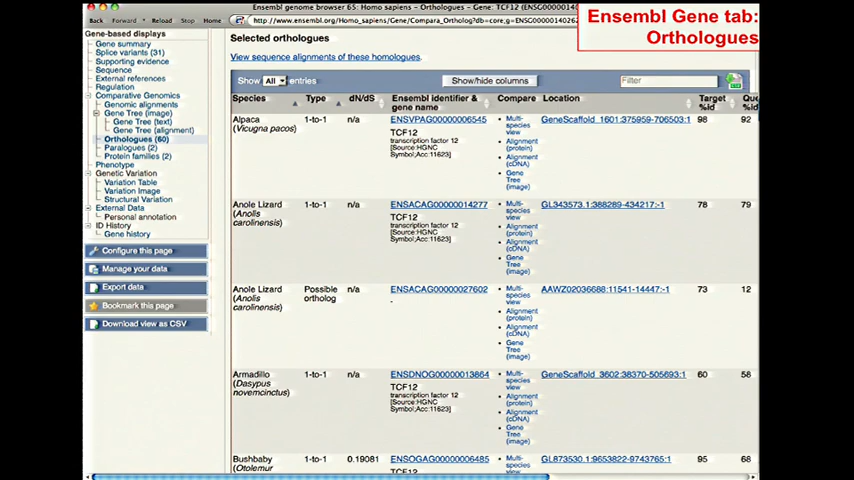 Ensembl genome browser 65: Homo sapiens – Orthologues – Gene: TCF12
Back Forward Reload Stop Home
Ensembl Gene tab:
Orthologues
Gene-based displays
Gene summary
Splice variants (31)
Supporting evidence
Sequence
External references
Regulation
Comparative Genomics
Genomic alignments
Gene Tree (image)
Gene Tree (text)
Gene Tree (alignment)
Orthologues (60)
Paralogues (2)
Protein families (2)
Phenotype
Genetic Variation
Variation Table
Variation Image
Structural Variation
External Data
Personal annotation
ID History
Gene history
Configure this page
Manage your data
Export data
Bookmark this page
Download view as CSV
Selected orthologues
View sequence alignments of these homologues.
Show All entries Show/hide columns Filter
Species Type dN/dS Ensembl identifier & gene name Compare Location Target %id Que %id
Alpaca (Vicugna pacos) 1-to-1 n/a ENSVPAG00000006545 GeneScaffold_1601:375959-706503:1 98 92
TCF12
transcription factor 12
[Source:HGNC
Symbol;Acc:11623]
• Multi-species view
• Alignment (protein)
• Alignment (cDNA)
• Gene Tree (image)
Anole Lizard (Anolis carolinensis) 1-to-1 n/a ENSACAG00000014277 GL343573.1:388289-434217:-1 78 79
TCF12
transcription factor 12
[Source:HGNC
Symbol;Acc:11623]
• Multi-species view
• Alignment (protein)
• Alignment (cDNA)
• Gene Tree (image)
Anole Lizard (Anolis carolinensis) Possible ortholog n/a ENSACAG00000027602 AAWZ02036688:11541-14447:-1 73 12
-
• Multi-species view
• Alignment (protein)
• Alignment (cDNA)
• Gene Tree (image)
Armadillo (Dasypus novemcinctus) 1-to-1 n/a ENSDNOG00000013864 GeneScaffold_3602:38370-505693:1 60 58
TCF12
transcription factor 12
[Source:HGNC
Symbol;Acc:11623]
• Multi-species view
• Alignment (protein)
• Alignment (cDNA)
• Gene Tree (image)
Bushbaby (Otolemur 1-to-1 0.19081 ENSOGAG00000006485 GL873530.1:9653822-9743765:1 95 68
TCF12
• Multi-species view